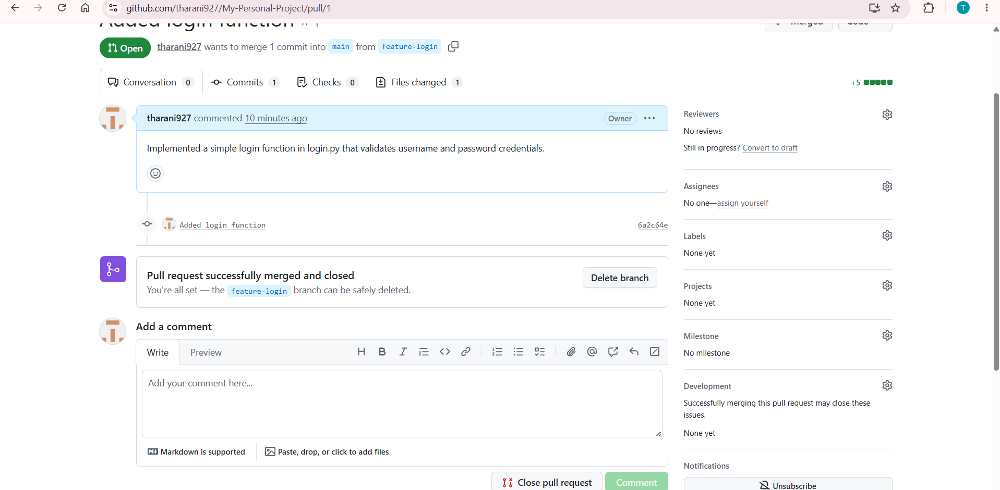 github.com/tharani927/My-Personal-Project/pull/1
T
Added login function #1
Merged
Code
Open
tharani927 wants to merge 1 commit into main from feature-login
Conversation 0
Commits 1
Checks 0
Files changed 1
+5
tharani927 commented 10 minutes ago
Owner
Implemented a simple login function in login.py that validates username and password credentials.
Added login function
6a2c64e
Pull request successfully merged and closed
You're all set — the feature-login branch can be safely deleted.
Delete branch
Add a comment
Write
Preview
Add your comment here...
Markdown is supported
Paste, drop, or click to add files
Close pull request
Comment
Reviewers
No reviews
Still in progress? Convert to draft
Assignees
No one—assign yourself
Labels
None yet
Projects
None yet
Milestone
No milestone
Development
Successfully merging this pull request may close these
issues.
None yet
Notifications
Unsubscribe